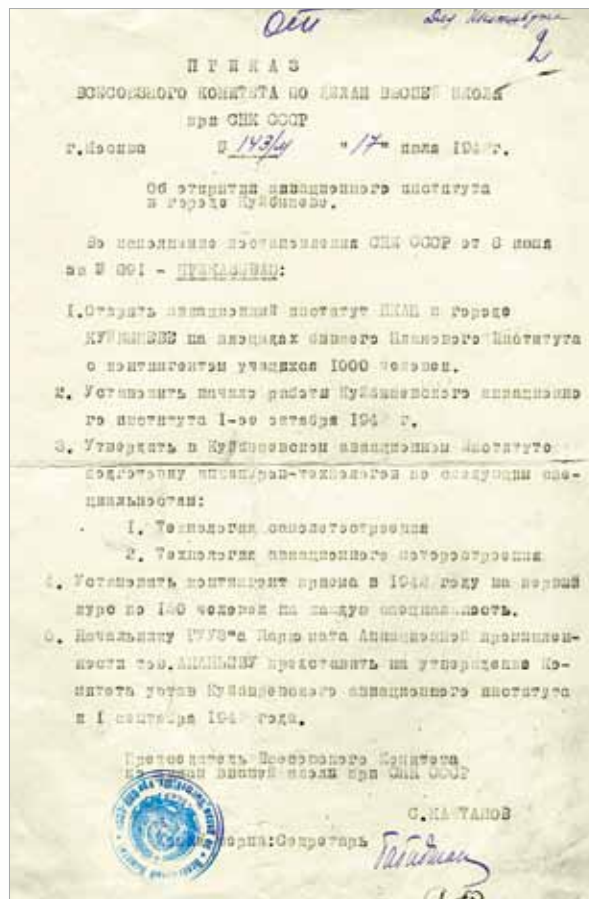 2
ПРИКАЗ
ВСЕСОЮЗНОГО КОМИТЕТА ПО ДЕЛАМ ВЫСШЕЙ ШКОЛЫ
при СНК СССР
г.Москва № 143/м "17" июля 194 г.
Об открытии авиационного института
в городе Куйбышеве.
Во исполнение постановления СНК СССР от 8 июля
за № 691 - ПРИКАЗЫВАЮ:
1.Открыть авиационный институт НКАП в городе
КУЙБЫШЕВЕ на площадях бывшего Планового Института
с контингентом учащихся 1000 человек.
2. Установить начало работы Куйбышевского авиационно
го института 1-ое октября 194 г.
3. Утвердить в Куйбышевском авиационном Институте
подготовку инженеров-технологов по следующим спе-
циальностям:
1. Технология самолетостроения
2. Технология авиационного моторостроения
4. Установить контингент приема в 1942 году на первый
курс по 150 человек на каждую специальность.
5. Начальнику ГУУЗ"а Наркомата Авиационной промышлен-
ности тов.АНАНЬЕВУ представить на утверждение Ко-
митета устав Куйбышевского авиационного института
к 1 сентября 194 года.
Председатель Всесоюзного Комитета
по делам высшей школы при СНК СССР
С.КАФТАНОВ
верна:Секретарь